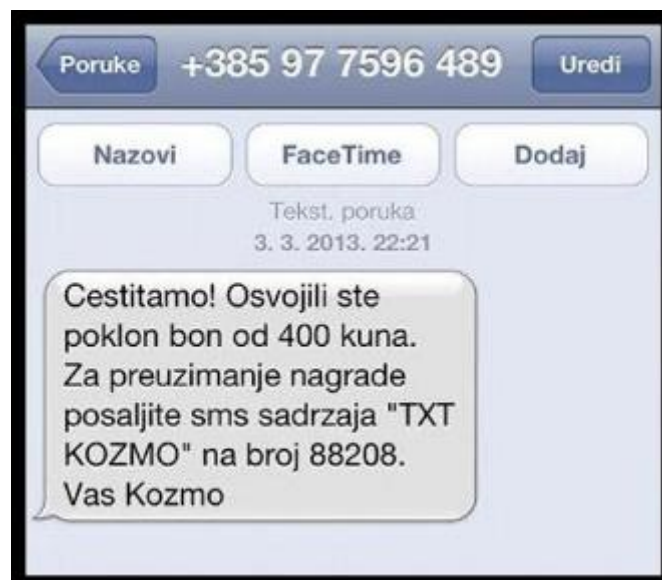 Poruke +385 97 7596 489 Uredi
Nazovi FaceTime Dodaj
Tekst. poruka
3. 3. 2013. 22:21
Cestitamo! Osvojili ste
poklon bon od 400 kuna.
Za preuzimanje nagrade
posaljite sms sadrzaja "TXT
KOZMO" na broj 88208.
Vas Kozmo